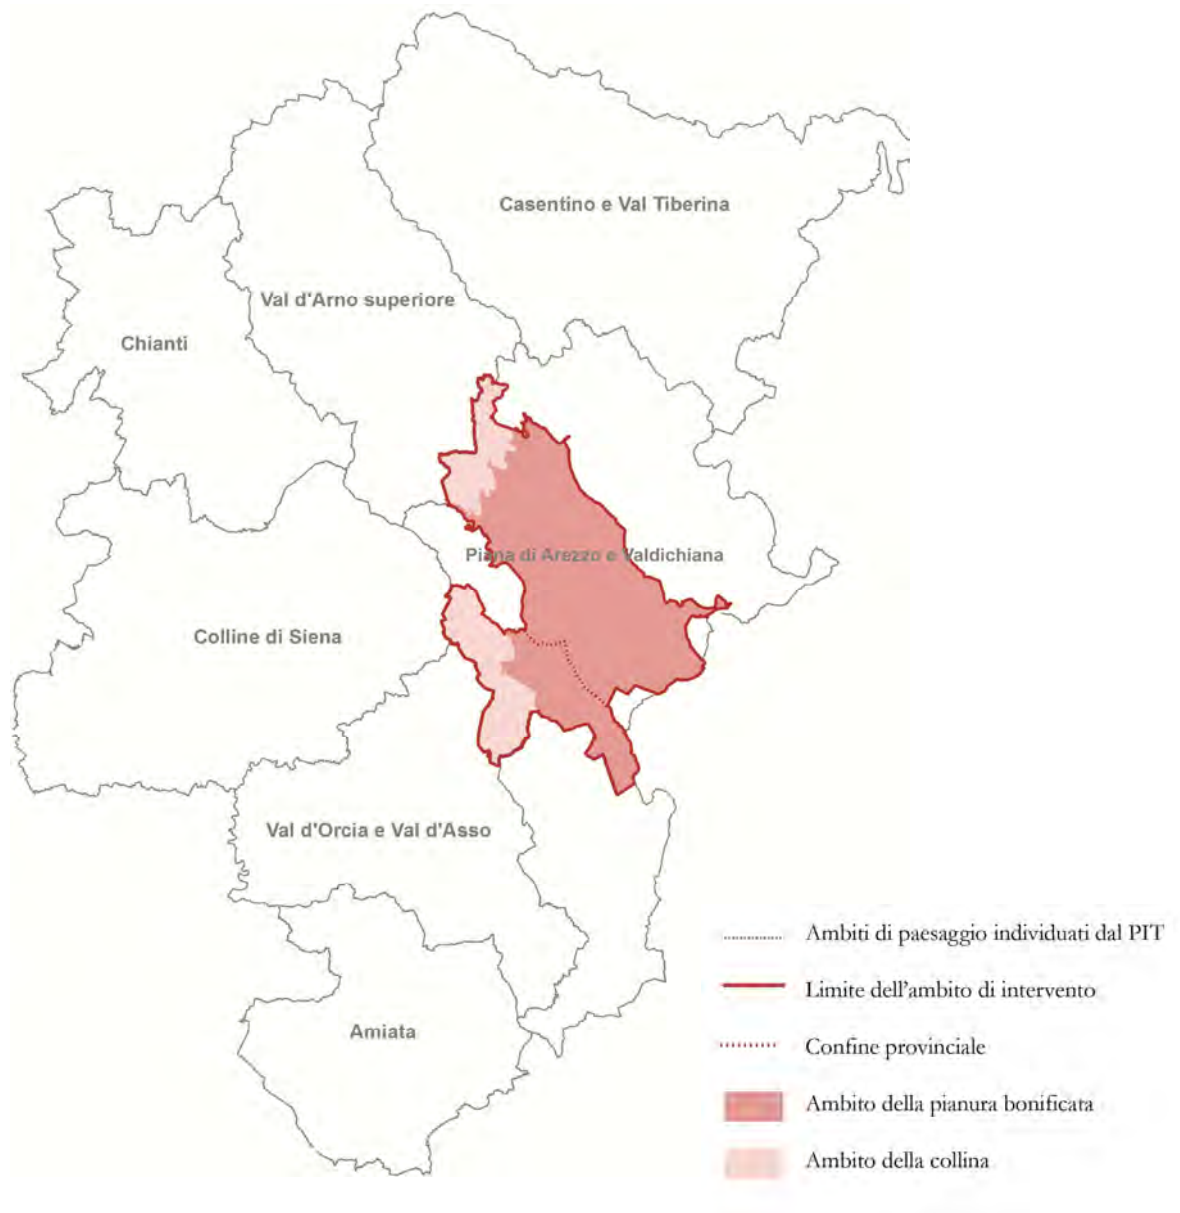 Casentino e Val Tiberina
Val d'Arno superiore
Chianti
Piana di Arezzo e Valdichiana
Colline di Siena
Val d'Orcia e Val d'Asso
Amiata
Ambiti di paesaggio individuati dal PIT
Limite dell'ambito di intervento
Confine provinciale
Ambito della pianura bonificata
Ambito della collina